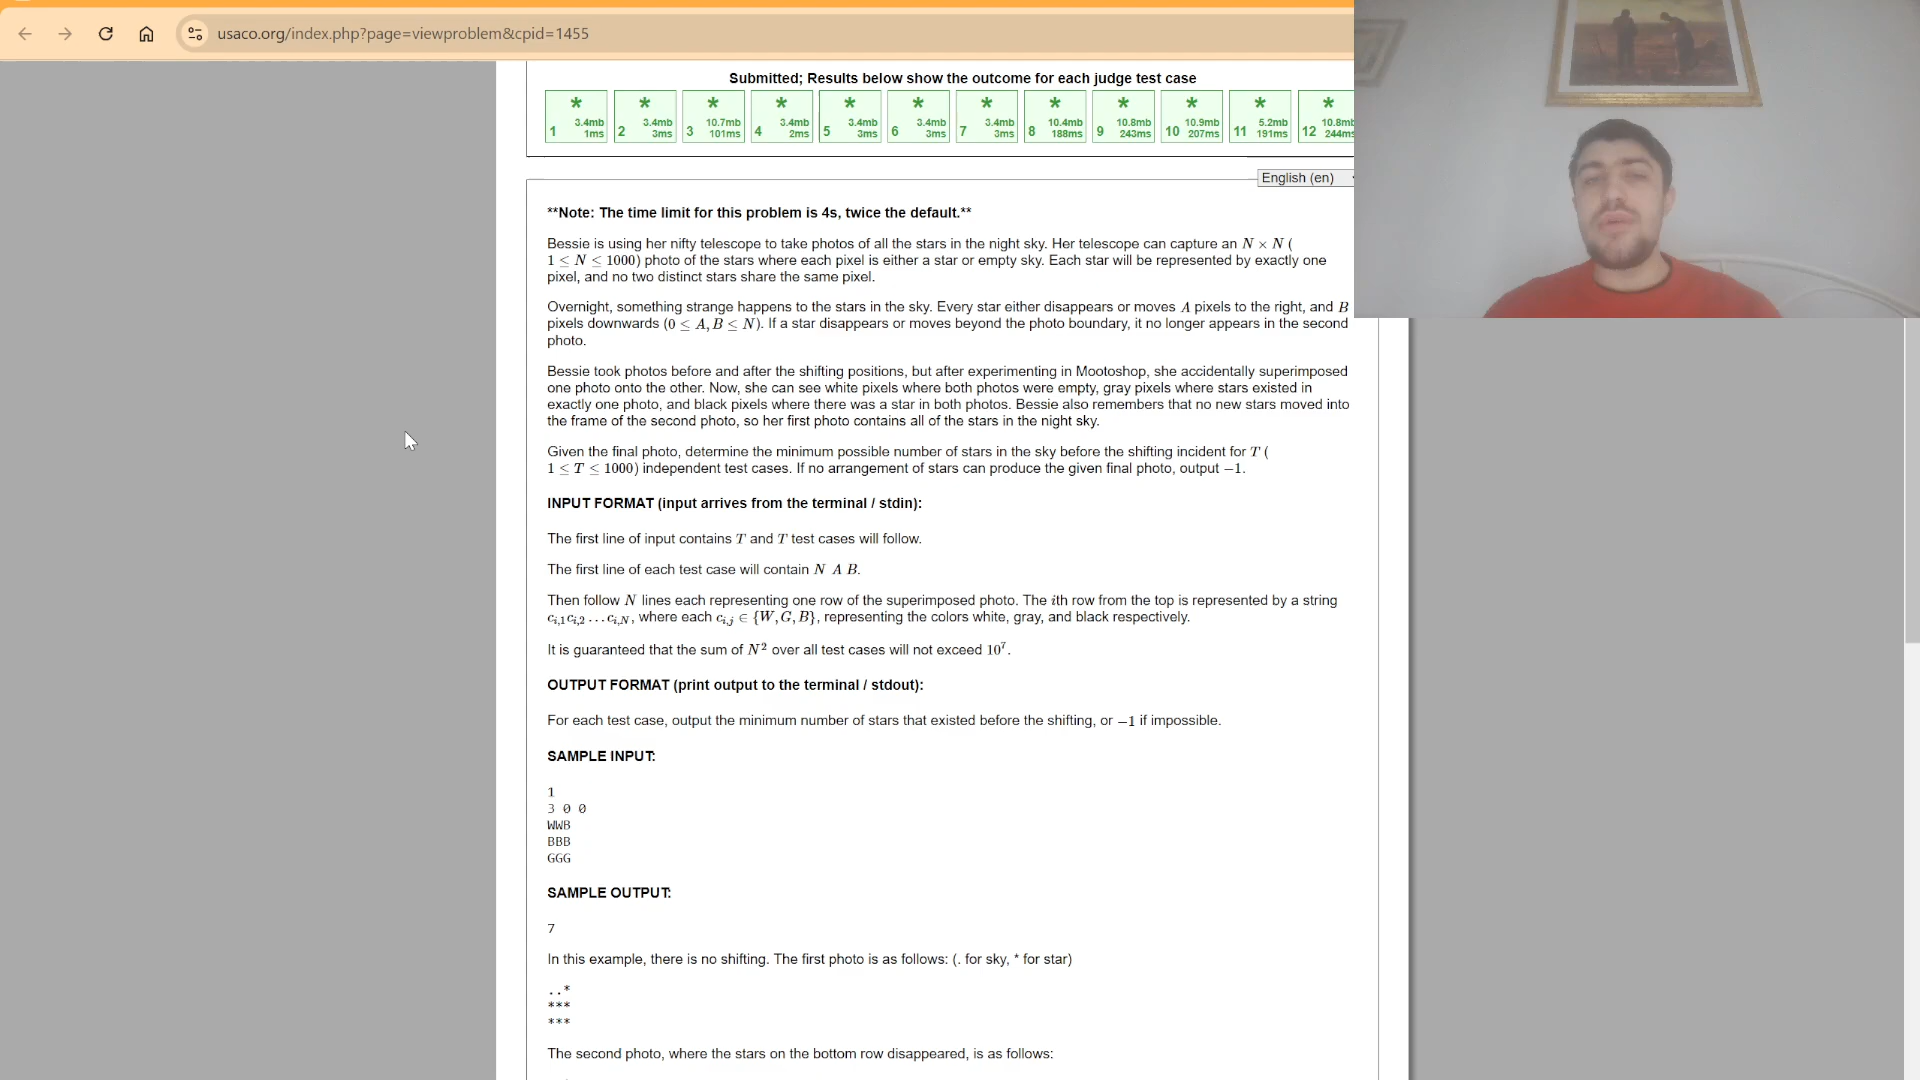 usaco.org/index.php?page=viewproblem&cpid=1455
Submitted; Results below show the outcome for each judge test case
* * * * * * * * * * * *
1 3.4mb 1ms 2 3.4mb 3ms 3 10.7mb 101ms 4 3.4mb 2ms 5 3.4mb 3ms 6 3.4mb 3ms 7 3.4mb 3ms 8 10.4mb 188ms 9 10.8mb 243ms 10 10.9mb 207ms 11 5.2mb 191ms 12 10.8mb 244ms
English (en)
**Note: The time limit for this problem is 4s, twice the default.**
Bessie is using her nifty telescope to take photos of all the stars in the night sky. Her telescope can capture an N × N (
1 ≤ N ≤ 1000) photo of the stars where each pixel is either a star or empty sky. Each star will be represented by exactly one
pixel, and no two distinct stars share the same pixel.
Overnight, something strange happens to the stars in the sky. Every star either disappears or moves A pixels to the right, and B
pixels downwards (0 ≤ A, B ≤ N). If a star disappears or moves beyond the photo boundary, it no longer appears in the second
photo.
Bessie took photos before and after the shifting positions, but after experimenting in Mootoshop, she accidentally superimposed
one photo onto the other. Now, she can see white pixels where both photos were empty, gray pixels where stars existed in
exactly one photo, and black pixels where there was a star in both photos. Bessie also remembers that no new stars moved into
the frame of the second photo, so her first photo contains all of the stars in the night sky.
Given the final photo, determine the minimum possible number of stars in the sky before the shifting incident for T (
1 ≤ T ≤ 1000) independent test cases. If no arrangement of stars can produce the given final photo, output −1.
INPUT FORMAT (input arrives from the terminal / stdin):
The first line of input contains T and T test cases will follow.
The first line of each test case will contain N A B.
Then follow N lines each representing one row of the superimposed photo. The ith row from the top is represented by a string
c_{i,1}c_{i,2} … c_{i,N}, where each c_{i,j} ∈ {W, G, B}, representing the colors white, gray, and black respectively.
It is guaranteed that the sum of N² over all test cases will not exceed 10⁷.
OUTPUT FORMAT (print output to the terminal / stdout):
For each test case, output the minimum number of stars that existed before the shifting, or −1 if impossible.
SAMPLE INPUT:
1
3 0 0
WWB
BBB
GGG
SAMPLE OUTPUT:
7
In this example, there is no shifting. The first photo is as follows: (. for sky, * for star)
..*
***
***
The second photo, where the stars on the bottom row disappeared, is as follows: